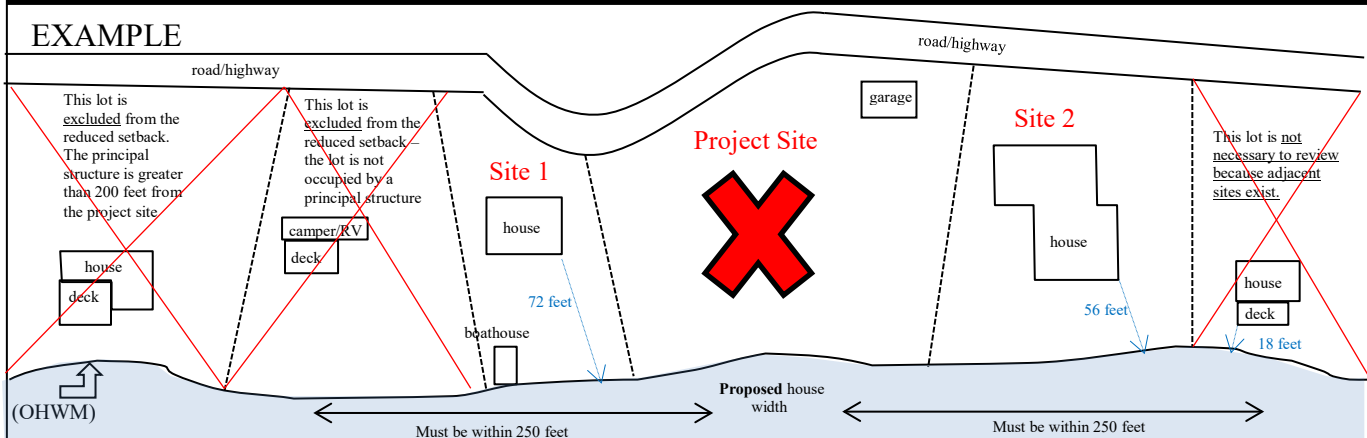 EXAMPLE
road/highway
road/highway
This lot is
excluded from the
reduced setback.
The principal
structure is greater
than 200 feet from
the project site
This lot is
excluded from the
reduced setback –
the lot is not
occupied by a
principal structure
garage
Site 1
Project Site
Site 2
This lot is not
necessary to review
because adjacent
sites exist.
camper/RV
deck
house
house
deck
house
house
deck
72 feet
56 feet
18 feet
boathouse
(OHWM)
Proposed house
width
Must be within 250 feet
Must be within 250 feet